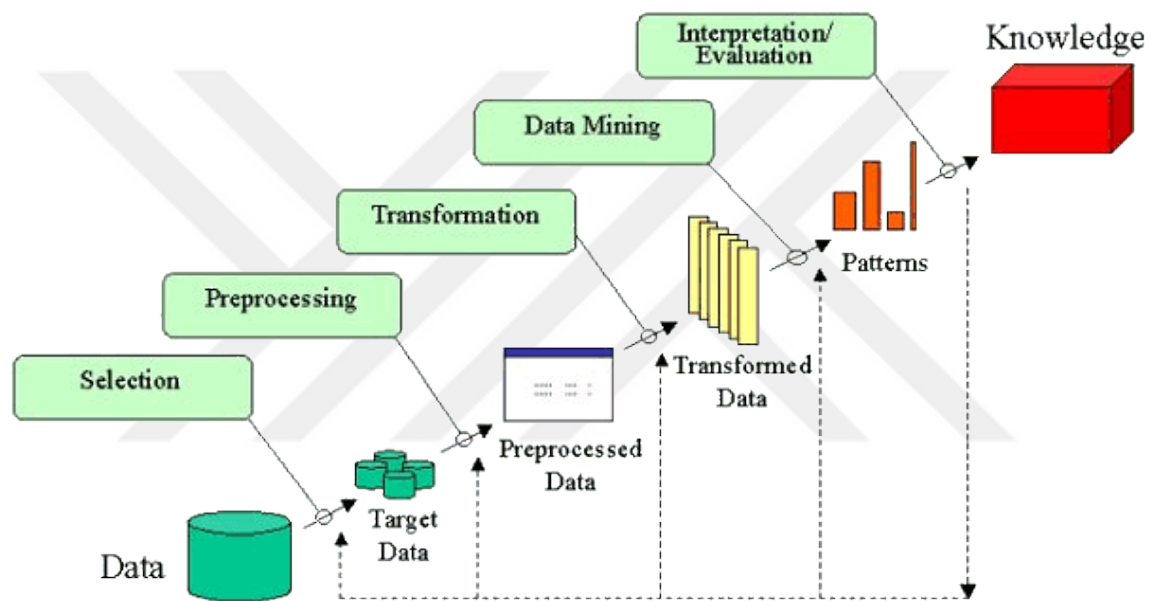 Interpretation/
Evaluation
Knowledge
Data Mining
Patterns
Transformation
Transformed
Data
Preprocessing
Preprocessed
Data
Selection
Target
Data
Data